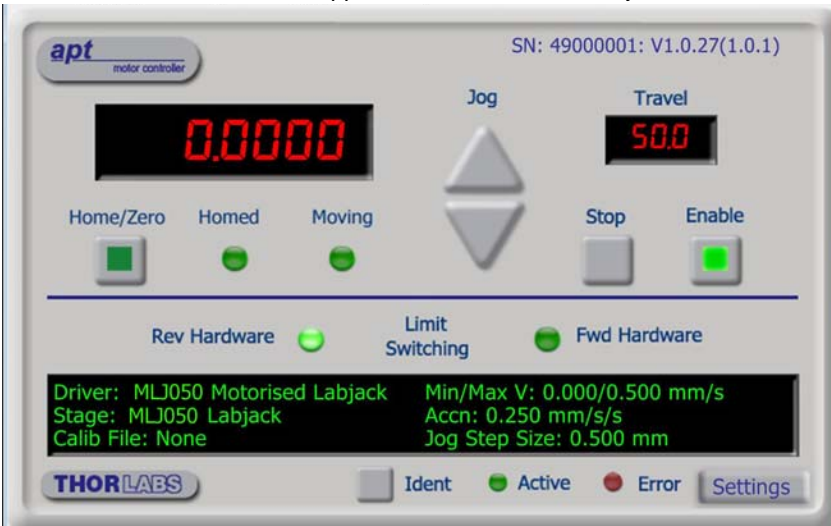 apt
motor controller
SN: 49000001: V1.0.27(1.0.1)
Jog
Travel
0.0000
50.0
Home/Zero Homed Moving
Stop Enable
Rev Hardware
Limit
Switching
Fwd Hardware
Driver: MLJ050 Motorised Labjack Min/Max V: 0.000/0.500 mm/s
Stage: MLJ050 Labjack Accn: 0.250 mm/s/s
Calib File: None Jog Step Size: 0.500 mm
THORLABS Ident Active Error Settings